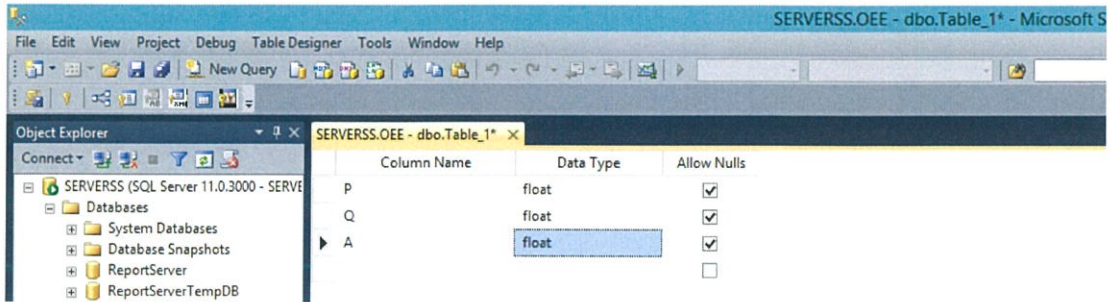 SERVERSS.OEE - dbo.Table_1* - Microsoft S
File Edit View Project Debug Table Designer Tools Window Help
New Query
Object Explorer
SERVERSS.OEE - dbo.Table_1*
Connect
Column Name Data Type Allow Nulls
SERVERSS (SQL Server 11.0.3000 - SERVE
P float
Databases
Q float
System Databases
A float
Database Snapshots
ReportServer
ReportServerTempDB